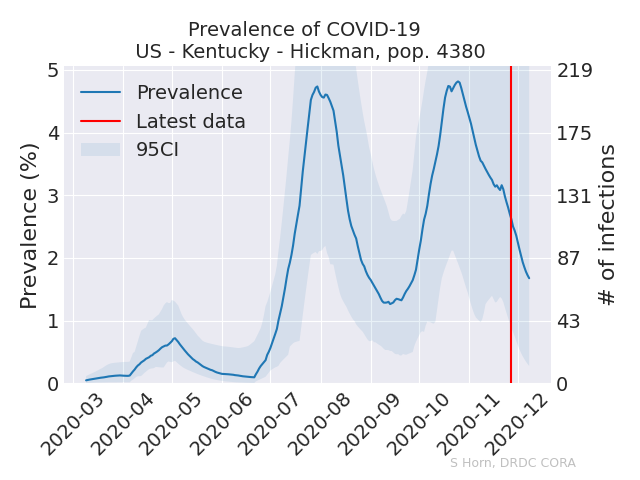 Prevalence of COVID-19
US - Kentucky - Hickman, pop. 4380
Prevalence
Latest data
95CI
Prevalence (%)
5
4
3
2
1
0
219
175
131
87
43
0
# of infections
2020-03
2020-04
2020-05
2020-06
2020-07
2020-08
2020-09
2020-10
2020-11
2020-12
S Horn, DRDC CORA